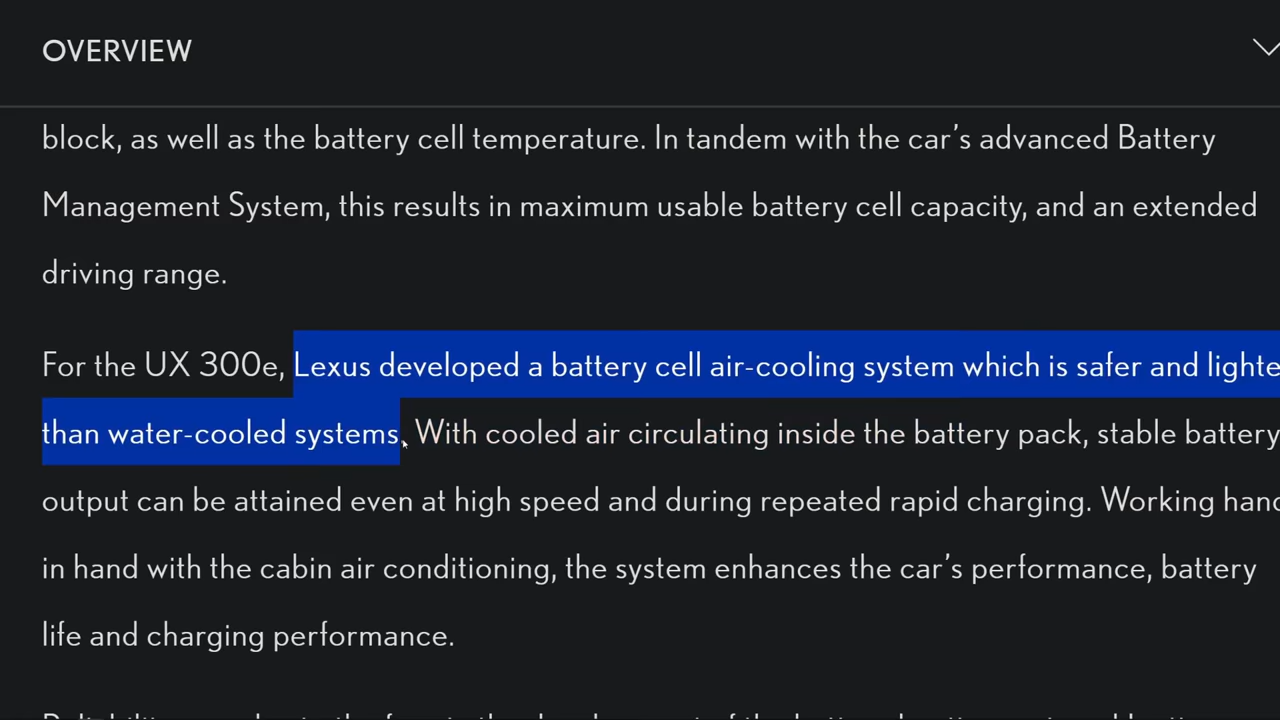 OVERVIEW
block, as well as the battery cell temperature. In tandem with the car’s advanced Battery
Management System, this results in maximum usable battery cell capacity, and an extended
driving range.
For the UX 300e, Lexus developed a battery cell air-cooling system which is safer and lighte
than water-cooled systems. With cooled air circulating inside the battery pack, stable battery
output can be attained even at high speed and during repeated rapid charging. Working hand
in hand with the cabin air conditioning, the system enhances the car’s performance, battery
life and charging performance.